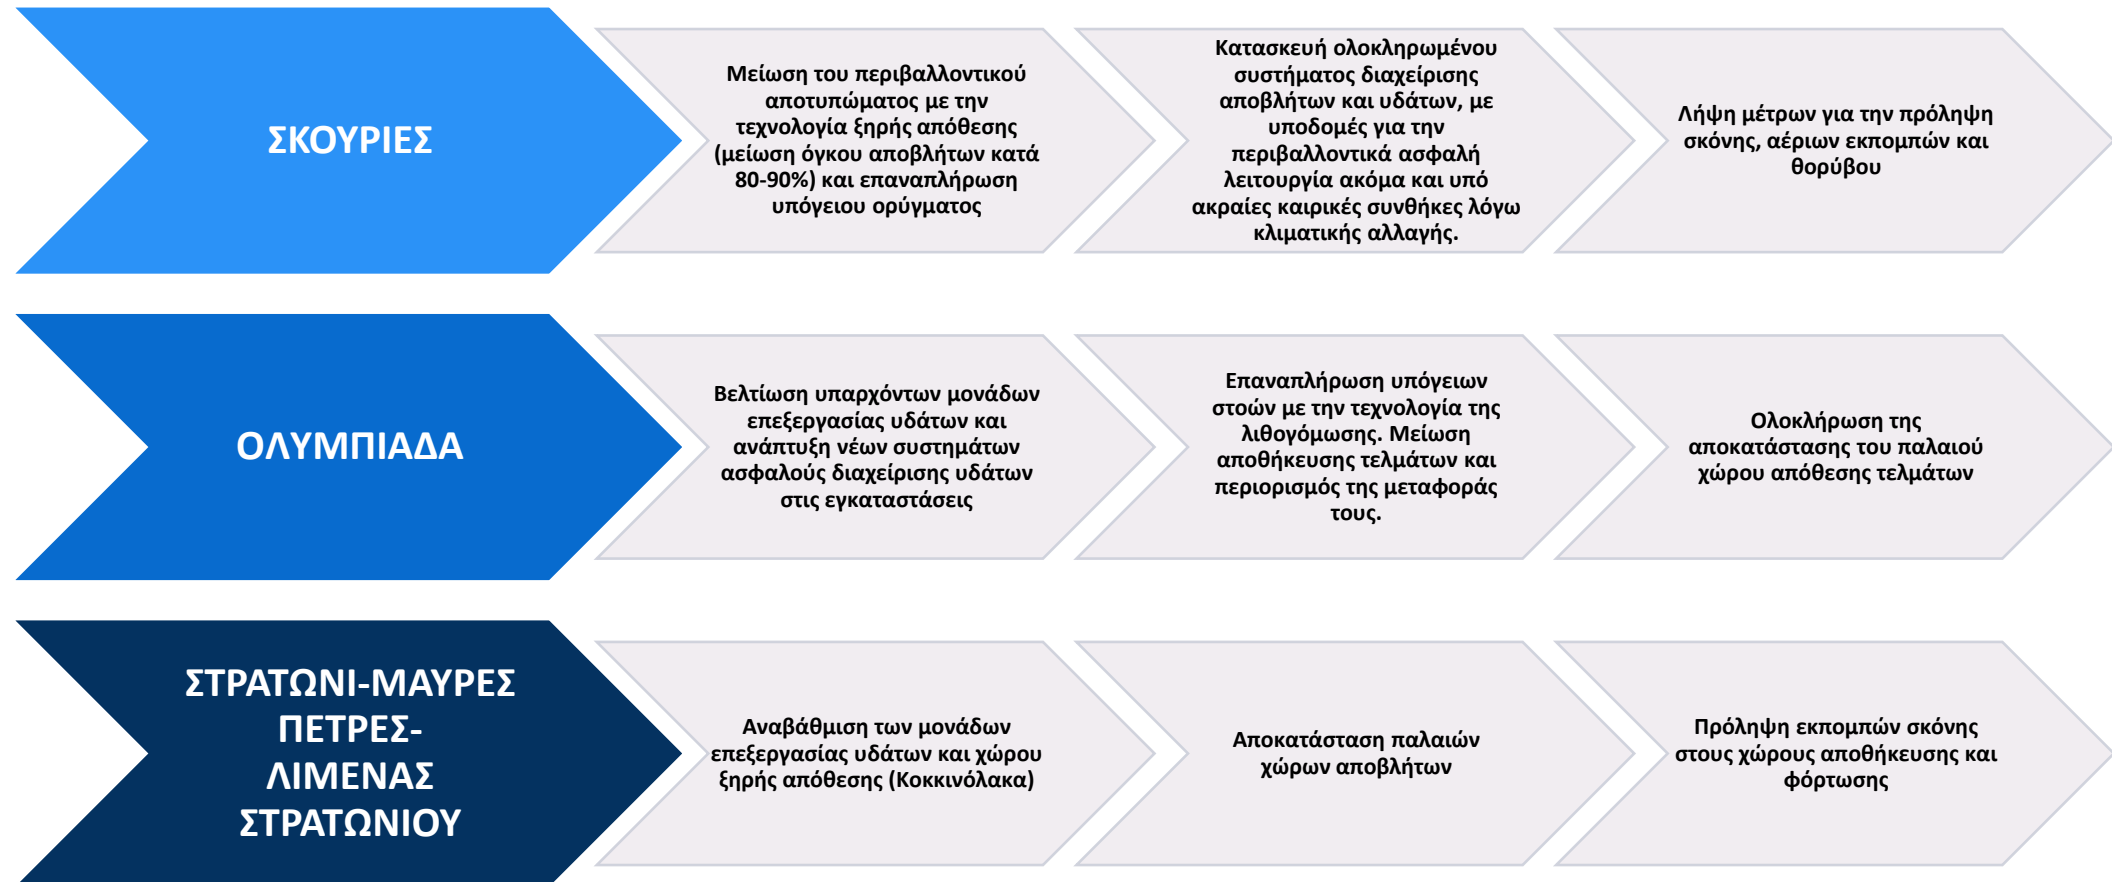 ΣΚΟΥΡΙΕΣ
Μείωση του περιβαλλοντικού
αποτυπώματος με την
τεχνολογία ξηρής απόθεσης
(μείωση όγκου αποβλήτων κατά
80-90%) και επαναπλήρωση
υπόγειου ορύγματος
Κατασκευή ολοκληρωμένου
συστήματος διαχείρισης
αποβλήτων και υδάτων, με
υποδομές για την
περιβαλλοντικά ασφαλή
λειτουργία ακόμα και υπό
ακραίες καιρικές συνθήκες λόγω
κλιματικής αλλαγής.
Λήψη μέτρων για την πρόληψη
σκόνης, αέριων εκπομπών και
θορύβου
ΟΛΥΜΠΙΑΔΑ
Βελτίωση υπαρχόντων μονάδων
επεξεργασίας υδάτων και
ανάπτυξη νέων συστημάτων
ασφαλούς διαχείρισης υδάτων
στις εγκαταστάσεις
Επαναπλήρωση υπόγειων
στοών με την τεχνολογία της
λιθογόμωσης. Μείωση
αποθήκευσης τελμάτων και
περιορισμός της μεταφοράς
τους.
Ολοκλήρωση της
αποκατάστασης του παλαιού
χώρου απόθεσης τελμάτων
ΣΤΡΑΤΩΝΙ-ΜΑΥΡΕΣ
ΠΕΤΡΕΣ-
ΛΙΜΕΝΑΣ
ΣΤΡΑΤΩΝΙΟΥ
Αναβάθμιση των μονάδων
επεξεργασίας υδάτων και χώρου
ξηρής απόθεσης (Κοκκινόλακα)
Αποκατάσταση παλαιών
χώρων αποβλήτων
Πρόληψη εκπομπών σκόνης
στους χώρους αποθήκευσης και
φόρτωσης